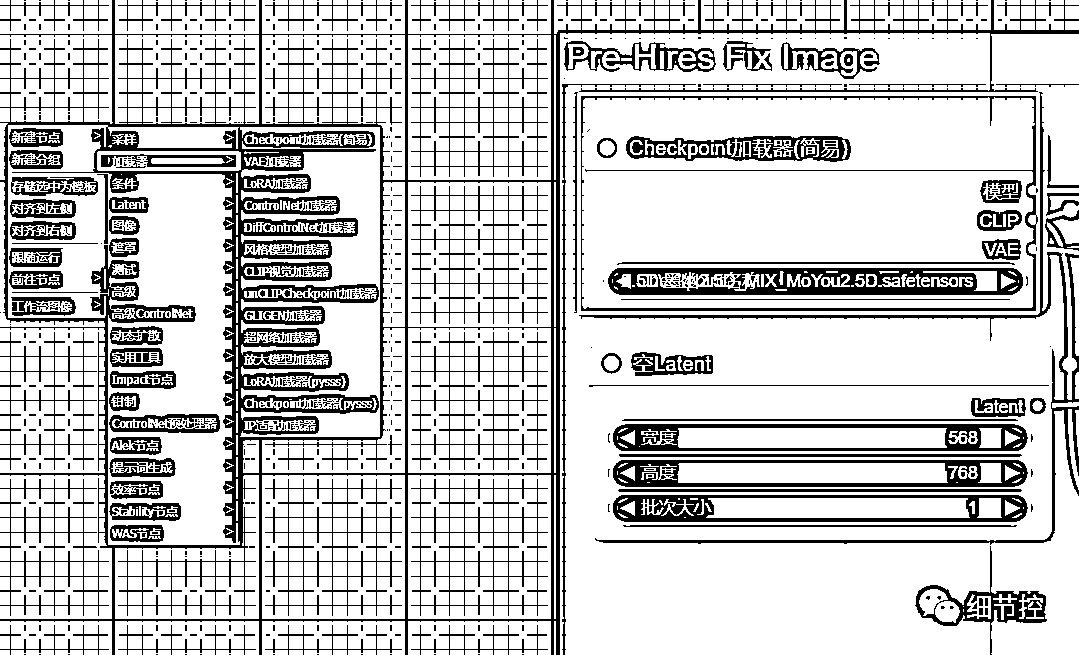 新建节点
新建分组
存储选中为模板
对齐到左侧
对齐到右侧
跟随运行
前往节点
工作流图像
采样
加载器
条件
Latent
图像
遮罩
测试
高级
高级ControlNet
动态扩散
实用工具
Impact节点
钳制
ControlNet预处理器
Alek节点
提示词生成
效率节点
Stability节点
WAS节点
Checkpoint加载器(简易)
VAE加载器
LoRA加载器
ControlNet加载器
DiffControlNet加载器
风格模型加载器
CLIP视觉加载器
unCLIPCheckpoint加载器
GLIGEN加载器
超网络加载器
放大模型加载器
LoRA加载器(pysss)
Checkpoint加载器(pysss)
IP适配加载器
Pre-Hires Fix Image
Checkpoint加载器(简易)
模型
CLIP
VAE
MIX_MoYou2.5D.safetensors
空Latent
Latent
宽度 568
高度 768
批次大小 1
细节控